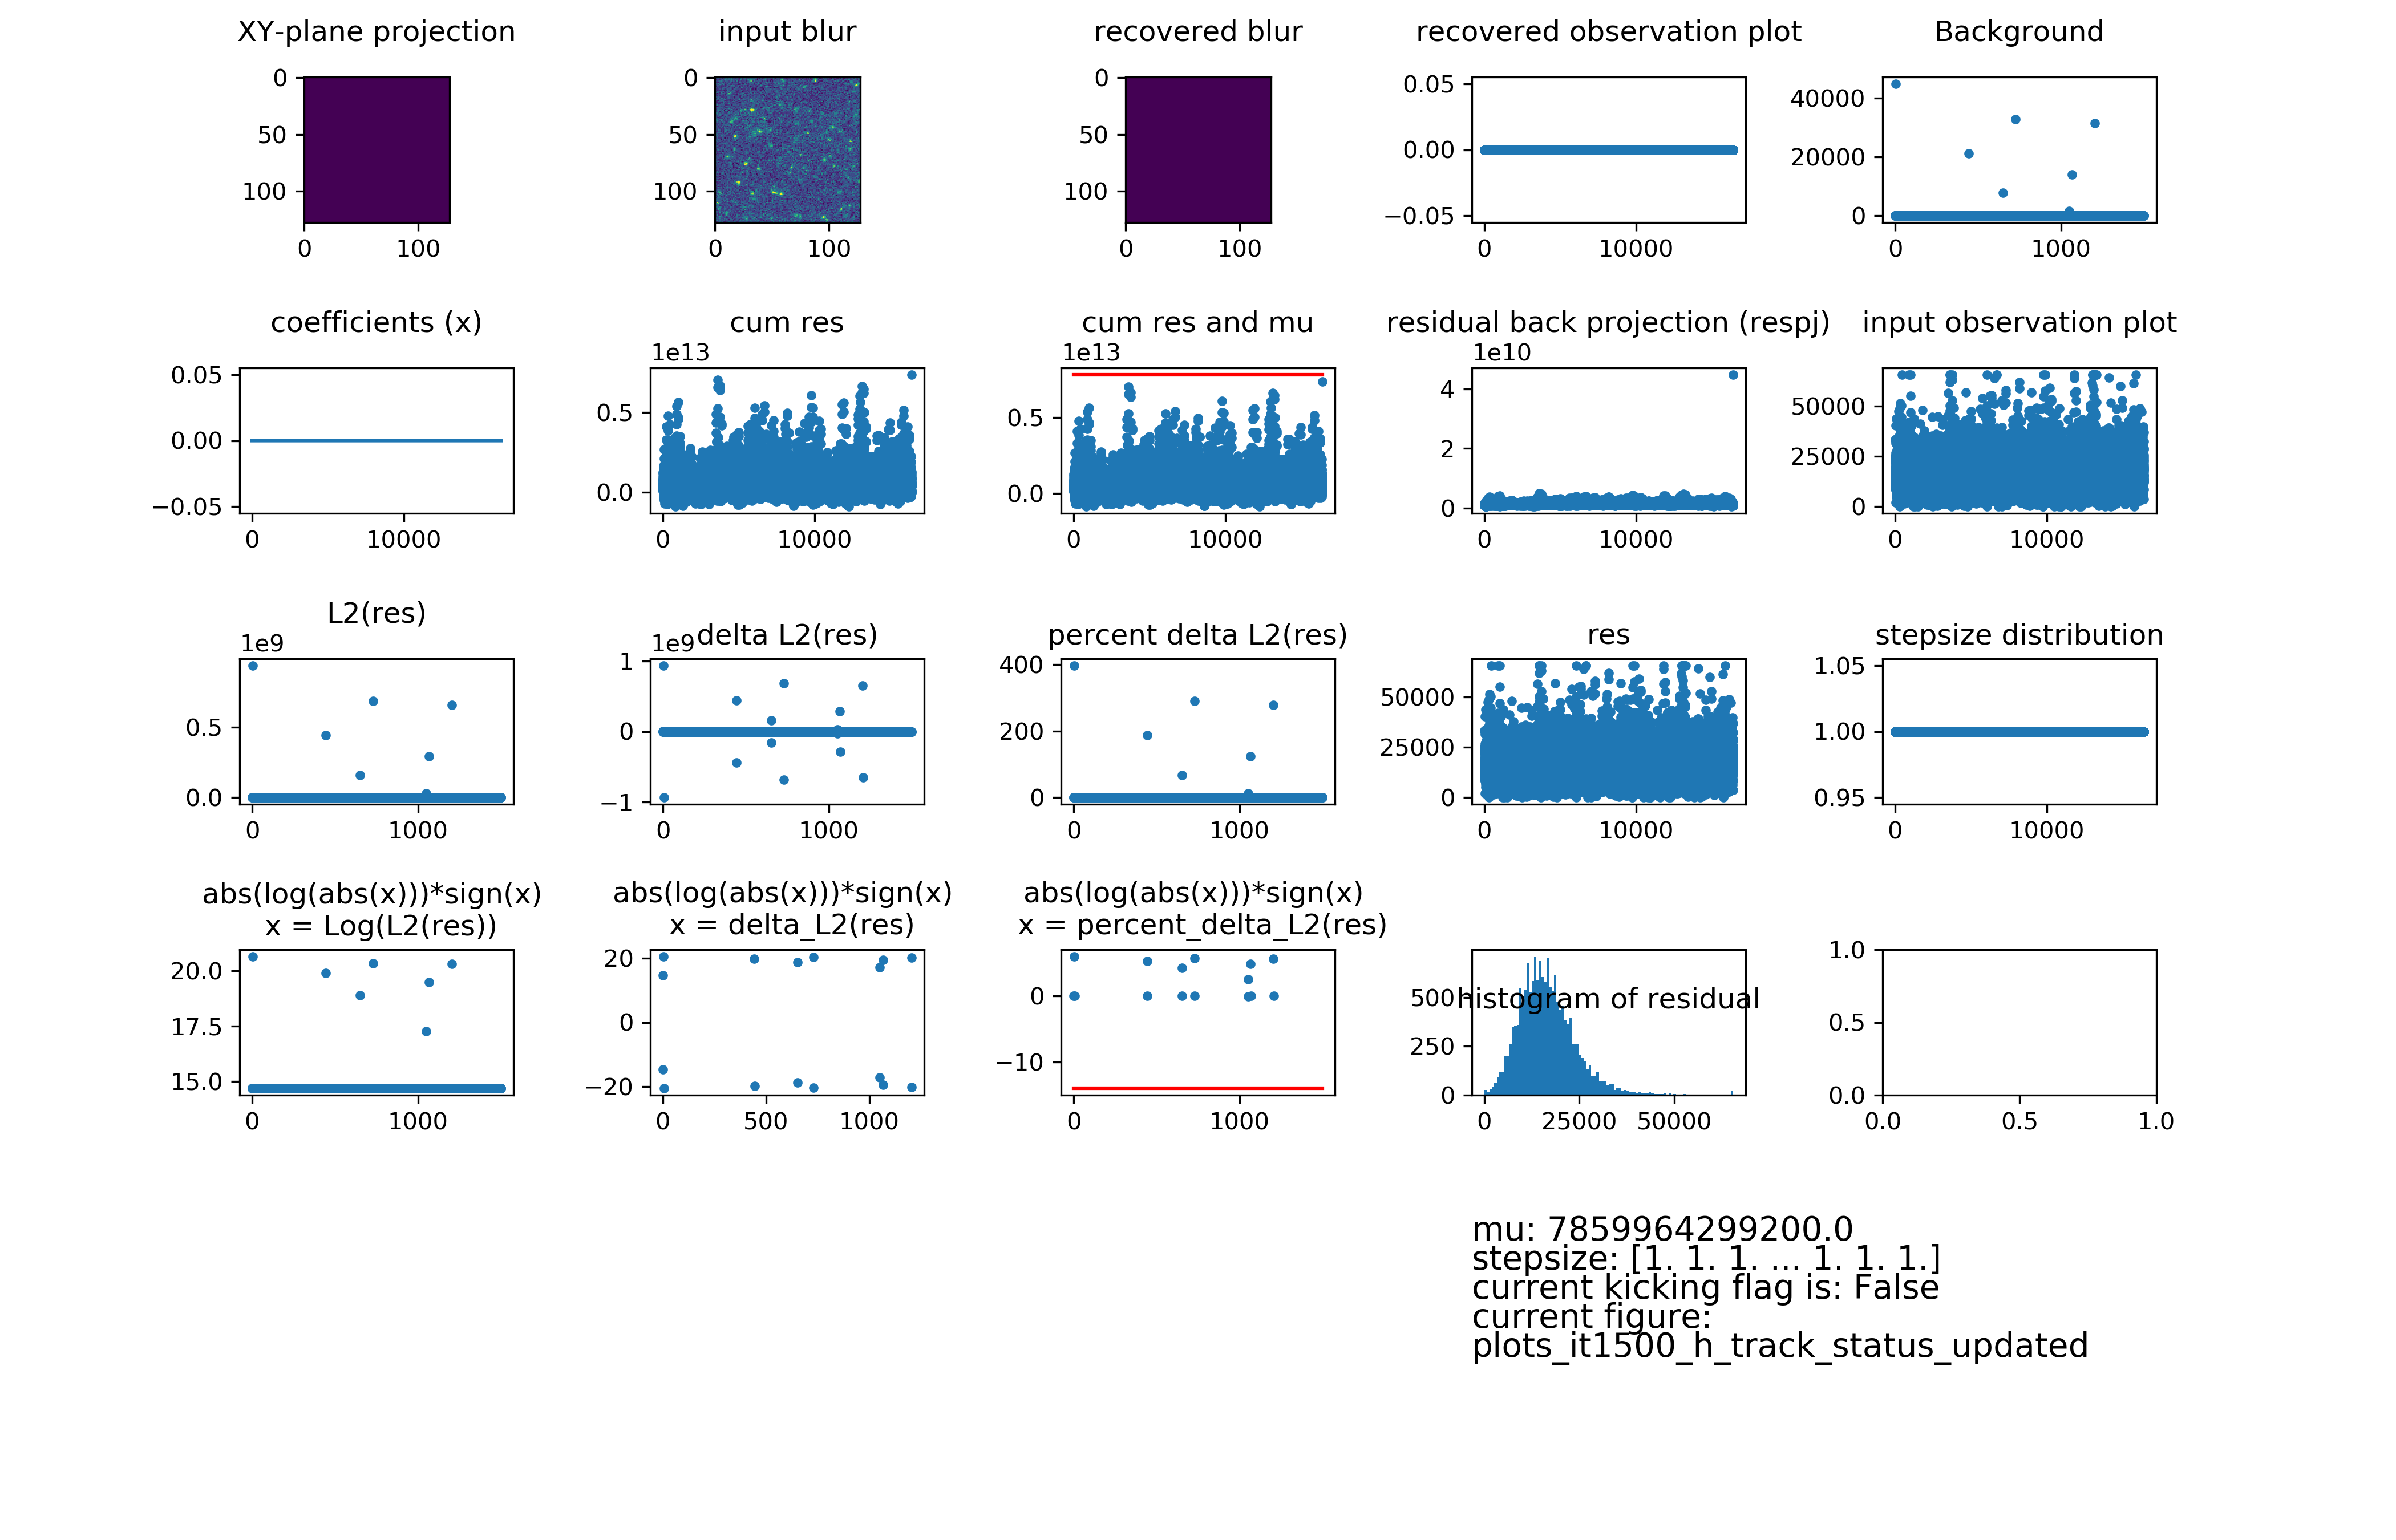 XY-plane projection
input blur
recovered blur
recovered observation plot
Background
0
50
100
0 100
0
50
100
0 100
0
50
100
0 100
0.05
0.00
−0.05
0 10000
40000
20000
0
0 1000
coefficients (x)
cum res
cum res and mu
residual back projection (respj)
input observation plot
0.05
0.00
−0.05
0 10000
1e13
0.5
0.0
0 10000
1e13
0.5
0.0
0 10000
1e10
4
2
0
0 10000
50000
25000
0
0 10000
L2(res)
delta L2(res)
percent delta L2(res)
res
stepsize distribution
1e9
0.5
0.0
0 1000
1e9
1
0
−1
0 1000
400
200
0
0 1000
50000
25000
0
0 10000
1.05
1.00
0.95
0 10000
abs(log(abs(x)))*sign(x)
x = Log(L2(res))
abs(log(abs(x)))*sign(x)
x = delta_L2(res)
abs(log(abs(x)))*sign(x)
x = percent_delta_L2(res)
histogram of residual
20.0
17.5
15.0
0 1000
20
0
−20
0 500 1000
0
−10
0 1000
500
250
0
0 25000 50000
1.0
0.5
0.0
0.0 0.5 1.0
mu: 7859964299200.0
stepsize: [1. 1. 1. ... 1. 1. 1.]
current kicking flag is: False
current figure:
plots_it1500_h_track_status_updated